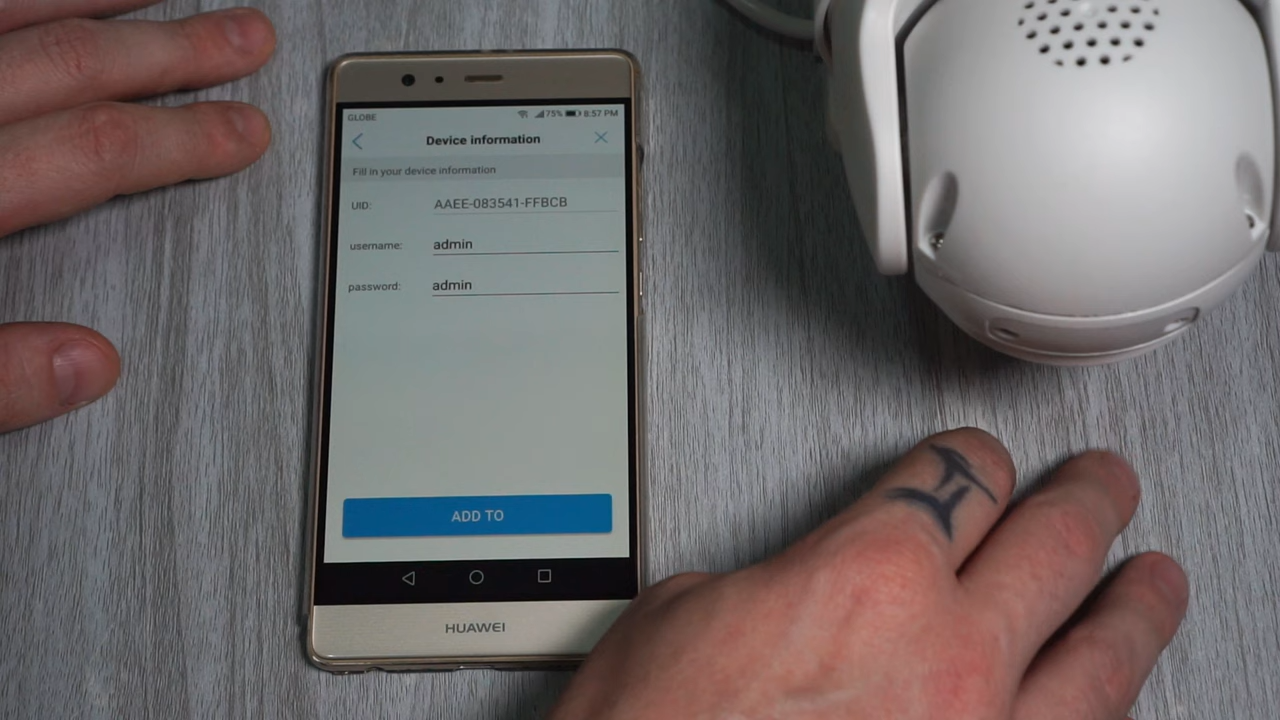 GLOBE 75% 8:57 PM
Device information
Fill in your device information
UID: AAEE-083541-FFBCB
username: admin
password: admin
ADD TO
HUAWEI